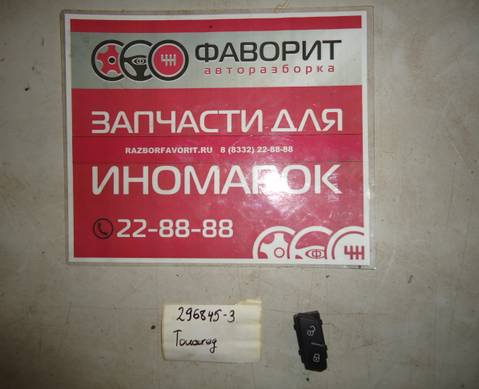 ФАВОРИТ
авторазборка
ЗАПЧАСТИ ДЛЯ
RAZBORFAVORIT.RU 8 (8332) 22-88-88
ИНОМАРОК
22-88-88
296845-3
Touareg